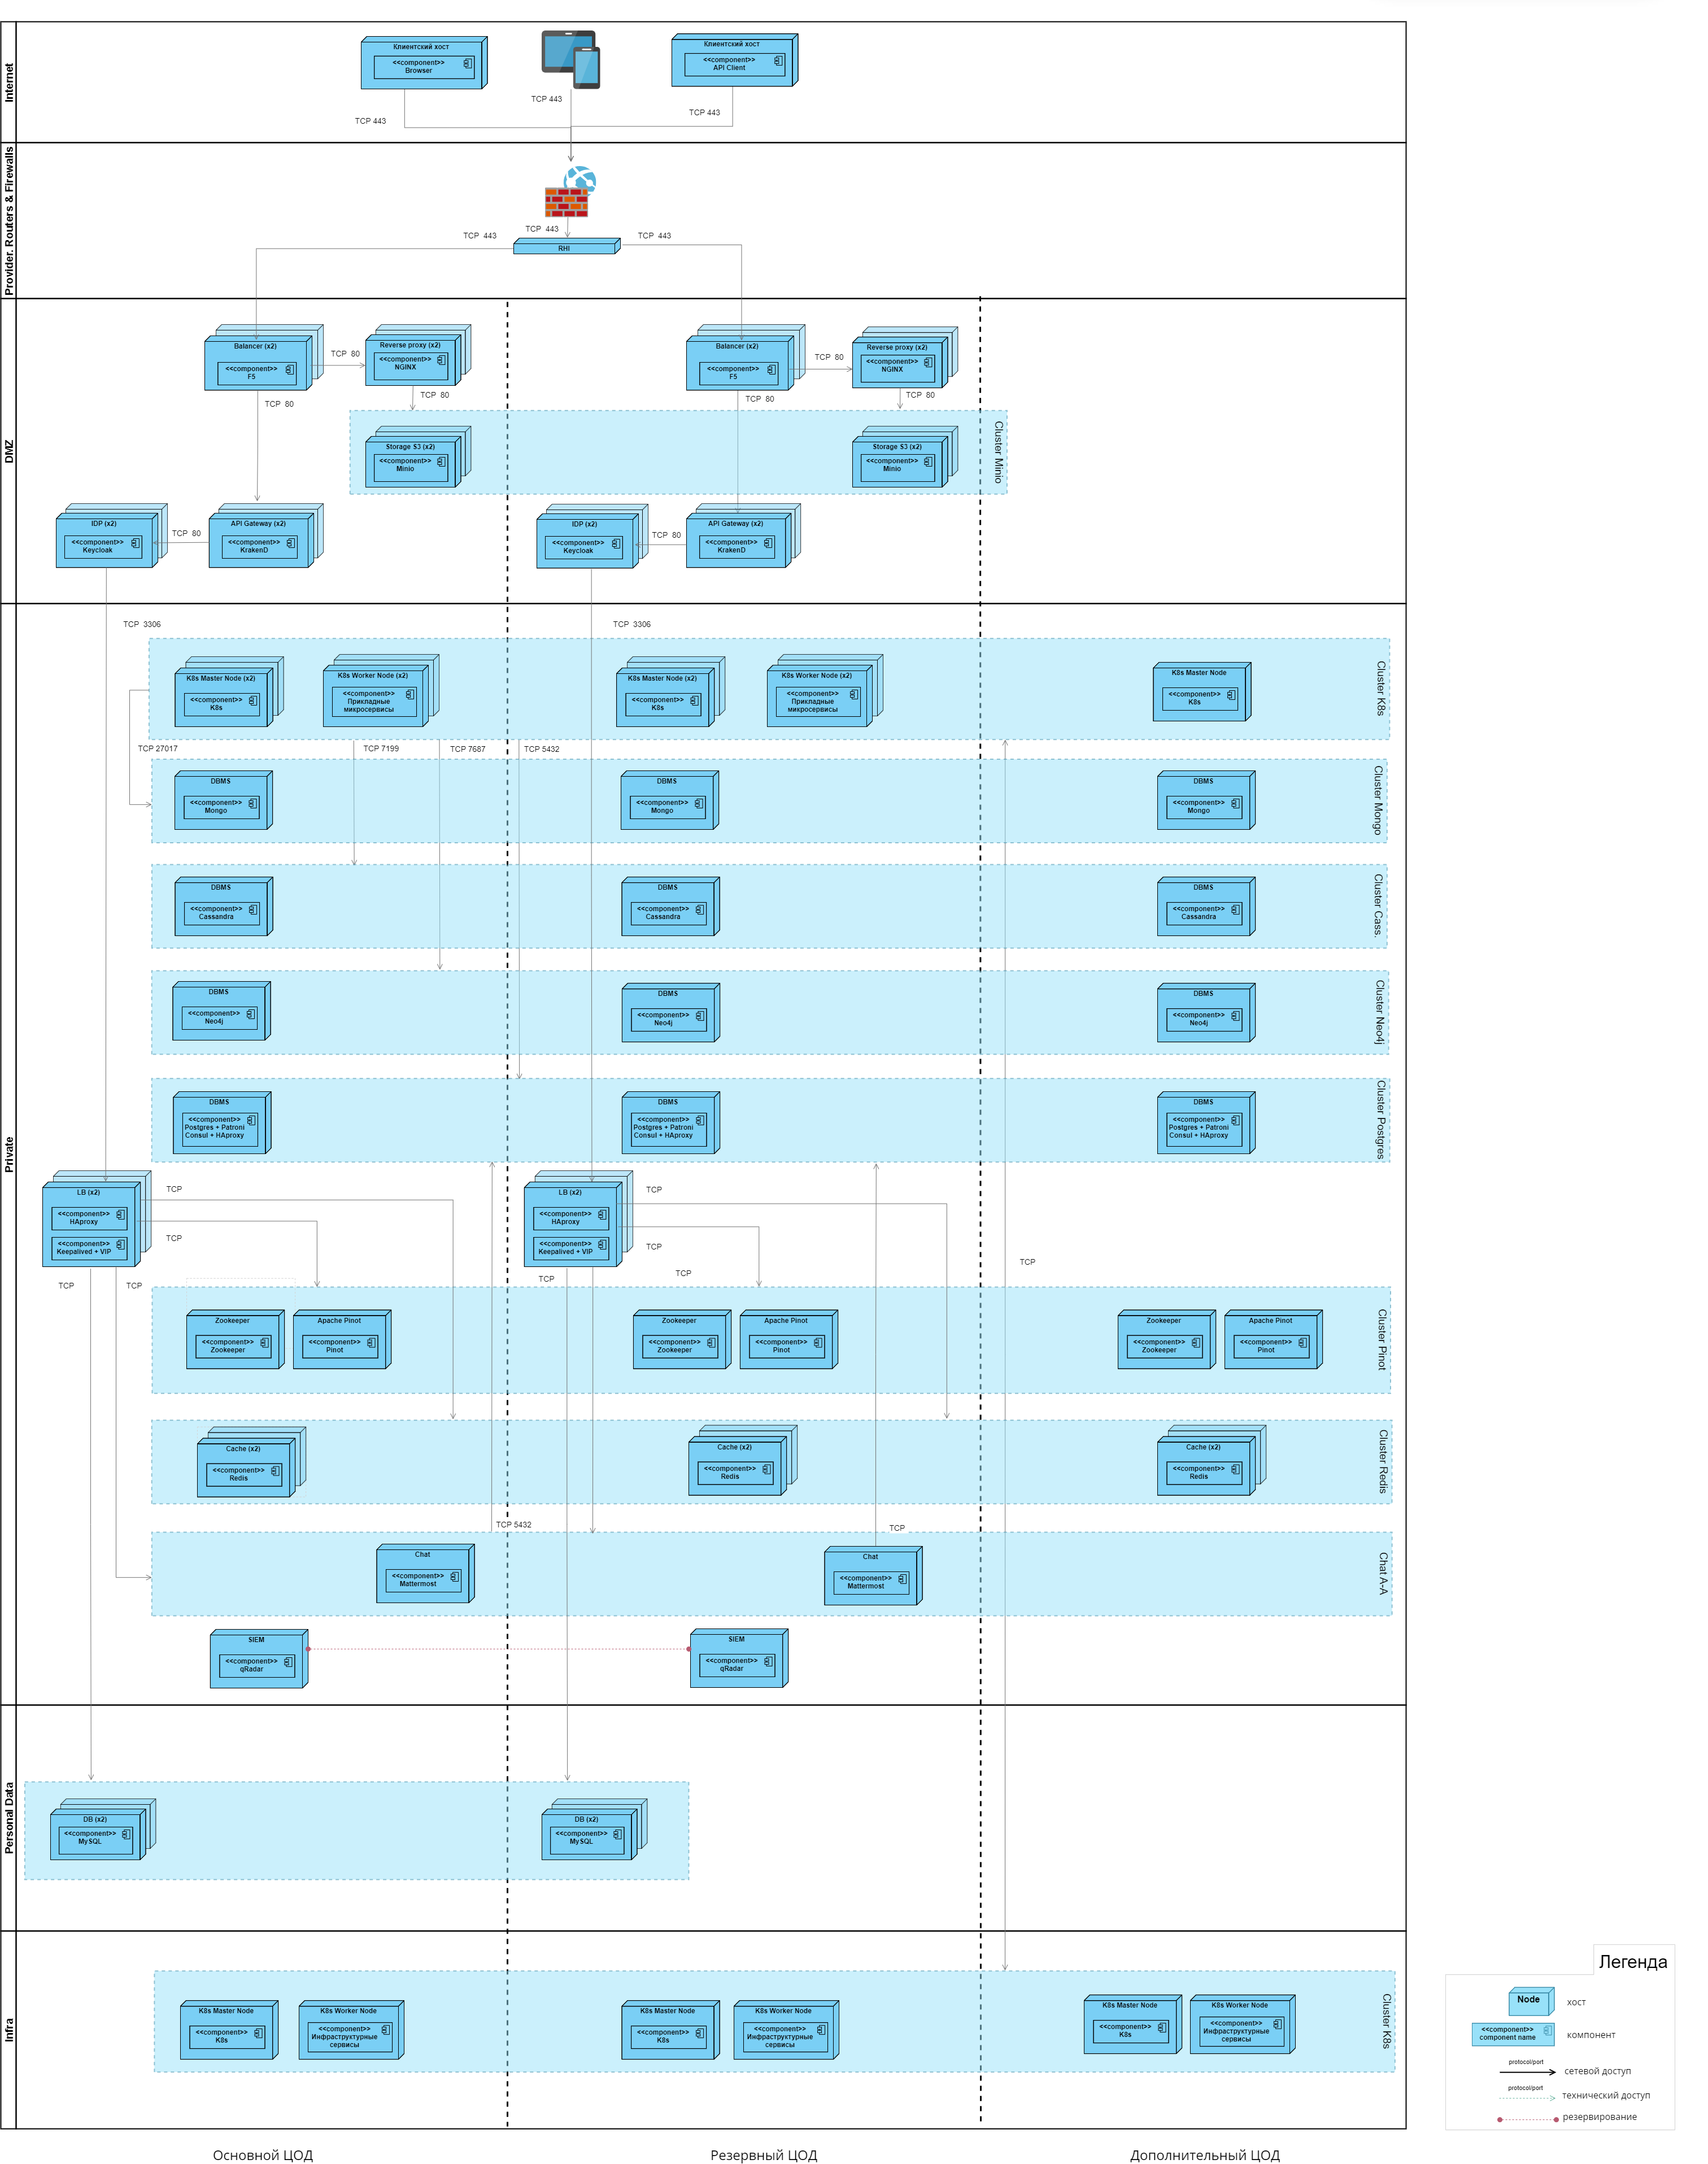 Internet
Клиентский хост
<<component>>
Browser
Клиентский хост
<<component>>
API Client
TCP 443
TCP 443
TCP 443
Provider. Routers & Firewalls
TCP 443
TCP 443
TCP 443
RHI
DMZ
Balancer (x2)
<<component>>
F5
TCP 80
Reverse proxy (x2)
<<component>>
NGINX
Balancer (x2)
<<component>>
F5
TCP 80
Reverse proxy (x2)
<<component>>
NGINX
TCP 80
TCP 80
TCP 80
TCP 80
Storage S3 (x2)
<<component>>
Minio
Storage S3 (x2)
<<component>>
Minio
Cluster Minio
IDP (x2)
<<component>>
Keycloak
TCP 80
API Gateway (x2)
<<component>>
KrakenD
IDP (x2)
<<component>>
Keycloak
TCP 80
API Gateway (x2)
<<component>>
KrakenD
Private
TCP 3306
TCP 3306
K8s Master Node (x2)
<<component>>
K8s
K8s Worker Node (x2)
<<component>>
Прикладные
микросервисы
K8s Master Node (x2)
<<component>>
K8s
K8s Worker Node (x2)
<<component>>
Прикладные
микросервисы
K8s Master Node
<<component>>
K8s
Cluster K8s
TCP 27017
TCP 7199
TCP 7687
TCP 5432
DBMS
<<component>>
Mongo
DBMS
<<component>>
Mongo
DBMS
<<component>>
Mongo
Cluster Mongo
DBMS
<<component>>
Cassandra
DBMS
<<component>>
Cassandra
DBMS
<<component>>
Cassandra
Cluster Cass.
DBMS
<<component>>
Neo4j
DBMS
<<component>>
Neo4j
DBMS
<<component>>
Neo4j
Cluster Neo4j
DBMS
<<component>>
Postgres + Patroni
Consul + HAproxy
DBMS
<<component>>
Postgres + Patroni
Consul + HAproxy
DBMS
<<component>>
Postgres + Patroni
Consul + HAproxy
Cluster Postgres
LB (x2)
<<component>>
HAproxy
<<component>>
Keepalived + VIP
TCP
TCP
TCP
TCP
LB (x2)
<<component>>
HAproxy
<<component>>
Keepalived + VIP
TCP
TCP
TCP
TCP
TCP
Zookeeper
<<component>>
Zookeeper
Apache Pinot
<<component>>
Pinot
Zookeeper
<<component>>
Zookeeper
Apache Pinot
<<component>>
Pinot
Zookeeper
<<component>>
Zookeeper
Apache Pinot
<<component>>
Pinot
Cluster Pinot
Cache (x2)
<<component>>
Redis
Cache (x2)
<<component>>
Redis
Cache (x2)
<<component>>
Redis
Cluster Redis
TCP 5432
TCP
Chat
<<component>>
Mattermost
Chat
<<component>>
Mattermost
Chat A-A
SIEM
<<component>>
qRadar
SIEM
<<component>>
qRadar
Personal Data
DB (x2)
<<component>>
MySQL
DB (x2)
<<component>>
MySQL
Infra
K8s Master Node
<<component>>
K8s
K8s Worker Node
<<component>>
Инфраструктурные
сервисы
K8s Master Node
<<component>>
K8s
K8s Worker Node
<<component>>
Инфраструктурные
сервисы
K8s Master Node
<<component>>
K8s
K8s Worker Node
<<component>>
Инфраструктурные
сервисы
Cluster K8s
Основной ЦОД
Резервный ЦОД
Дополнительный ЦОД
Легенда
Node
хост
<<component>>
component name
компонент
protocol/port
сетевой доступ
protocol/port
технический доступ
резервирование